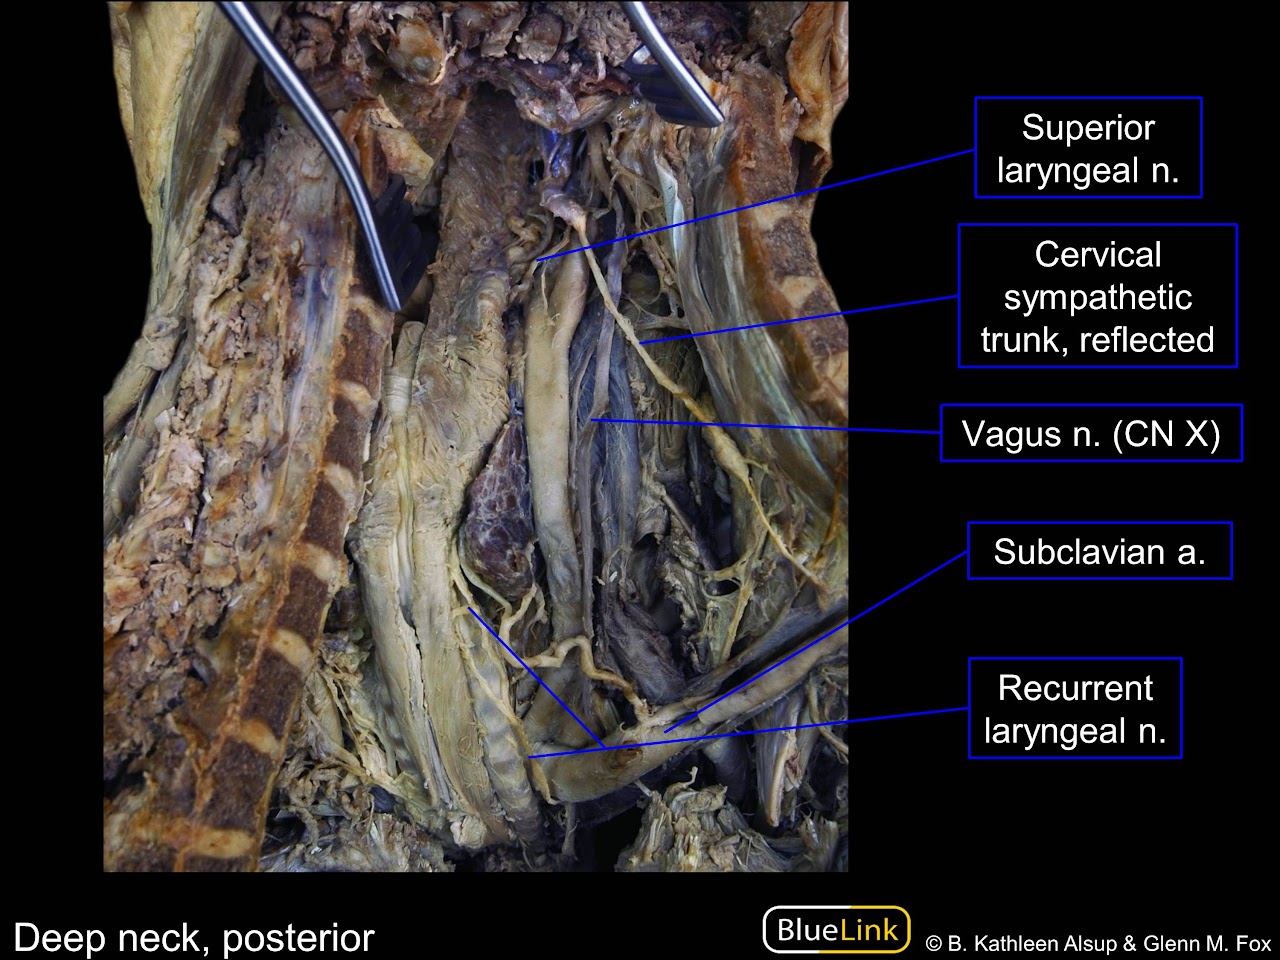 Superior
laryngeal n.
Cervical
sympathetic
trunk, reflected
Vagus n. (CN X)
Subclavian a.
Recurrent
laryngeal n.
Deep neck, posterior
BlueLink
© B. Kathleen Alsup & Glenn M. Fox